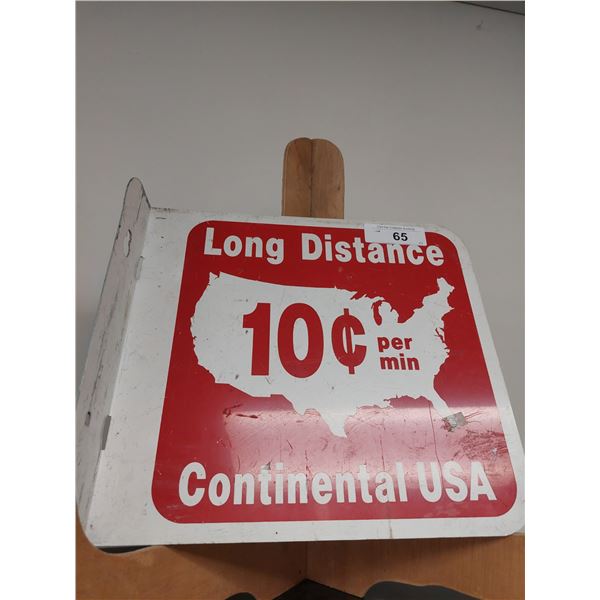 65
Long Distance
10¢ per
min
Continental USA